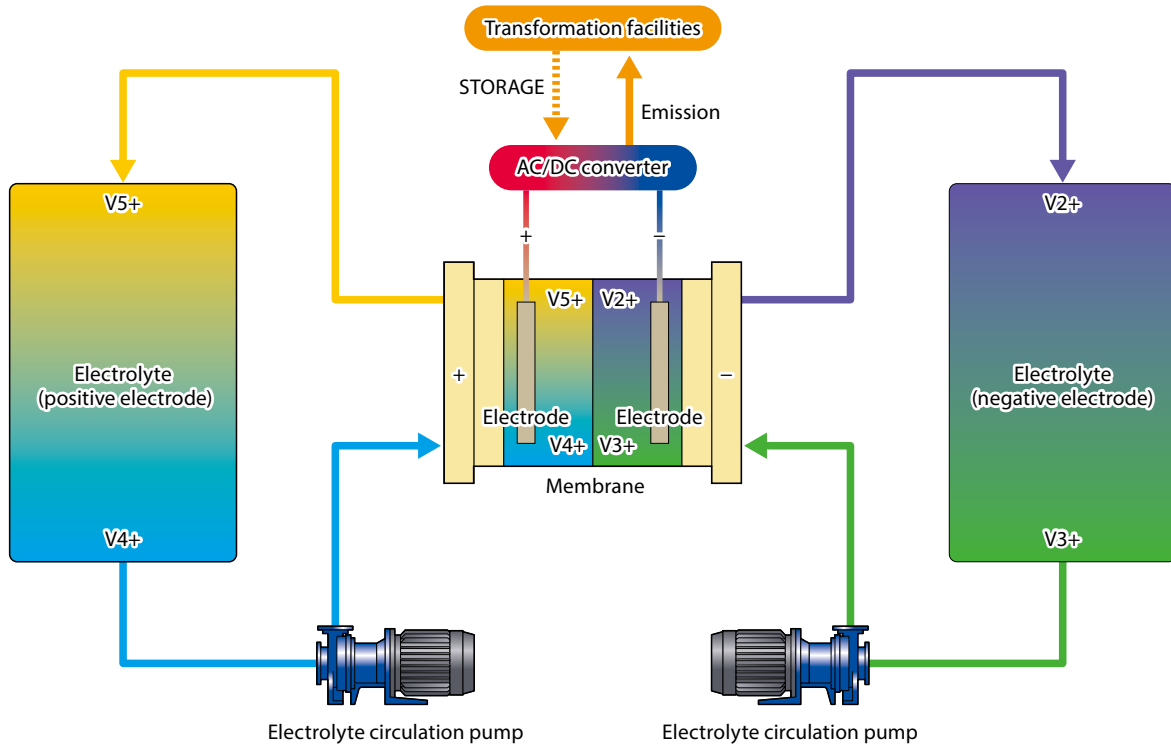 Transformation facilities
STORAGE
Emission
AC/DC converter
+
−
V5+
V2+
V5+
V2+
Electrolyte
(positive electrode)
+
−
Electrolyte
(negative electrode)
Electrode
Electrode
V4+
V3+
Membrane
V4+
V3+
Electrolyte circulation pump
Electrolyte circulation pump